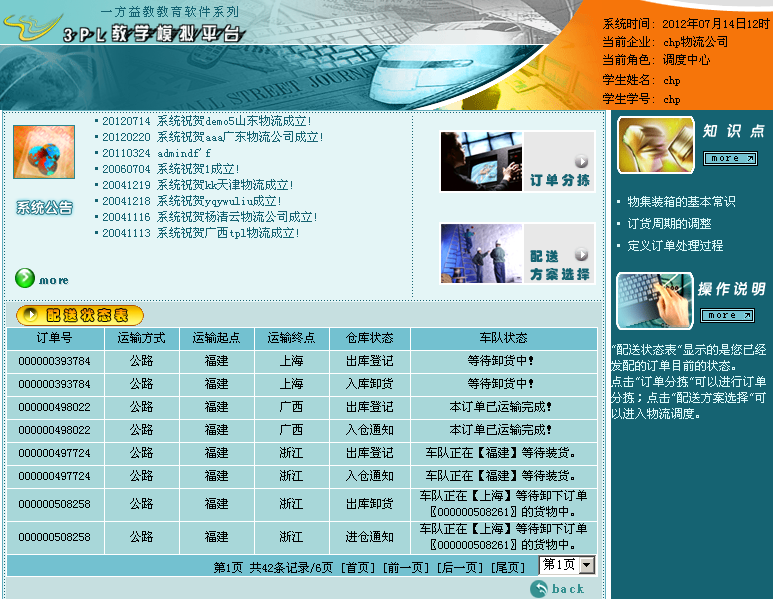 一方益教教育软件系列
3PL教学模拟平台
系统时间: 2012年07月14日12时
当前企业: chp物流公司
当前角色: 调度中心
学生姓名: chp
学生学号: chp
20120714 系统祝贺demo5山东物流成立!
20120220 系统祝贺aaa广东物流公司成立!
20110324 admindf'f
20060704 系统祝贺1成立!
20041219 系统祝贺kk天津物流成立!
20041218 系统祝贺yqywuliu成立!
20041116 系统祝贺杨清云物流公司成立!
20041113 系统祝贺广西tpl物流成立!
系统公告
more
订单分拣
配送
方案选择
知识点
more
物集装箱的基本常识
订货周期的调整
定义订单处理过程
操作说明
more
"配送状态表"显示的是您已经
发配的订单目前的状态。
点击"订单分拣"可以进行订单
分拣；点击"配送方案选择"可
以进入物流调度。
配送状态表
订单号 运输方式 运输起点 运输终点 仓库状态 车队状态
000000393784 公路 福建 上海 出库登记 等待卸货中!
000000393784 公路 福建 上海 入库卸货 等待卸货中!
000000498022 公路 福建 广西 出库登记 本订单已运输完成!
000000498022 公路 福建 广西 入仓通知 本订单已运输完成!
000000497724 公路 福建 浙江 出库登记 车队正在【福建】等待装货。
000000497724 公路 福建 浙江 入仓通知 车队正在【福建】等待装货。
000000508258 公路 福建 浙江 出库卸货 车队正在【上海】等待卸下订单
〖000000508261〗的货物中。
000000508258 公路 福建 浙江 进仓通知 车队正在【上海】等待卸下订单
〖000000508261〗的货物中。
第1页 共42条记录/6页 [首页] [前一页] [后一页] [尾页] 第1页
back